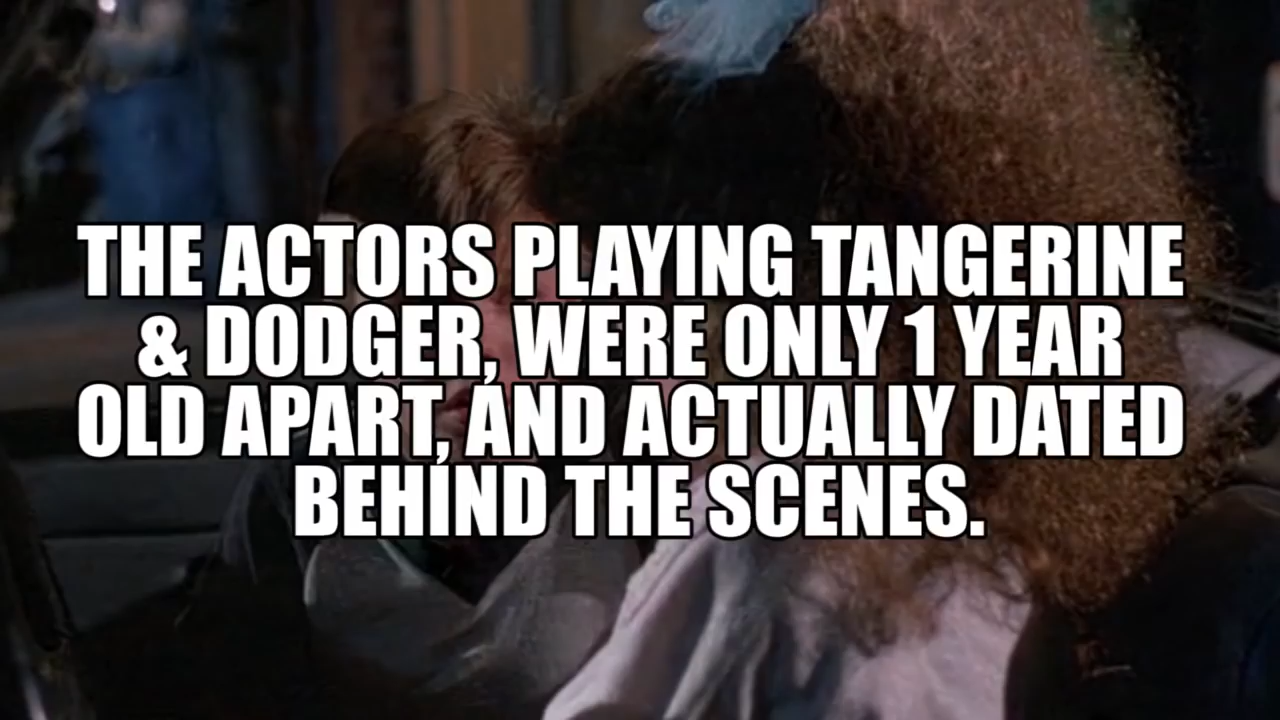 THE ACTORS PLAYING TANGERINE
& DODGER, WERE ONLY 1 YEAR
OLD APART, AND ACTUALLY DATED
BEHIND THE SCENES.